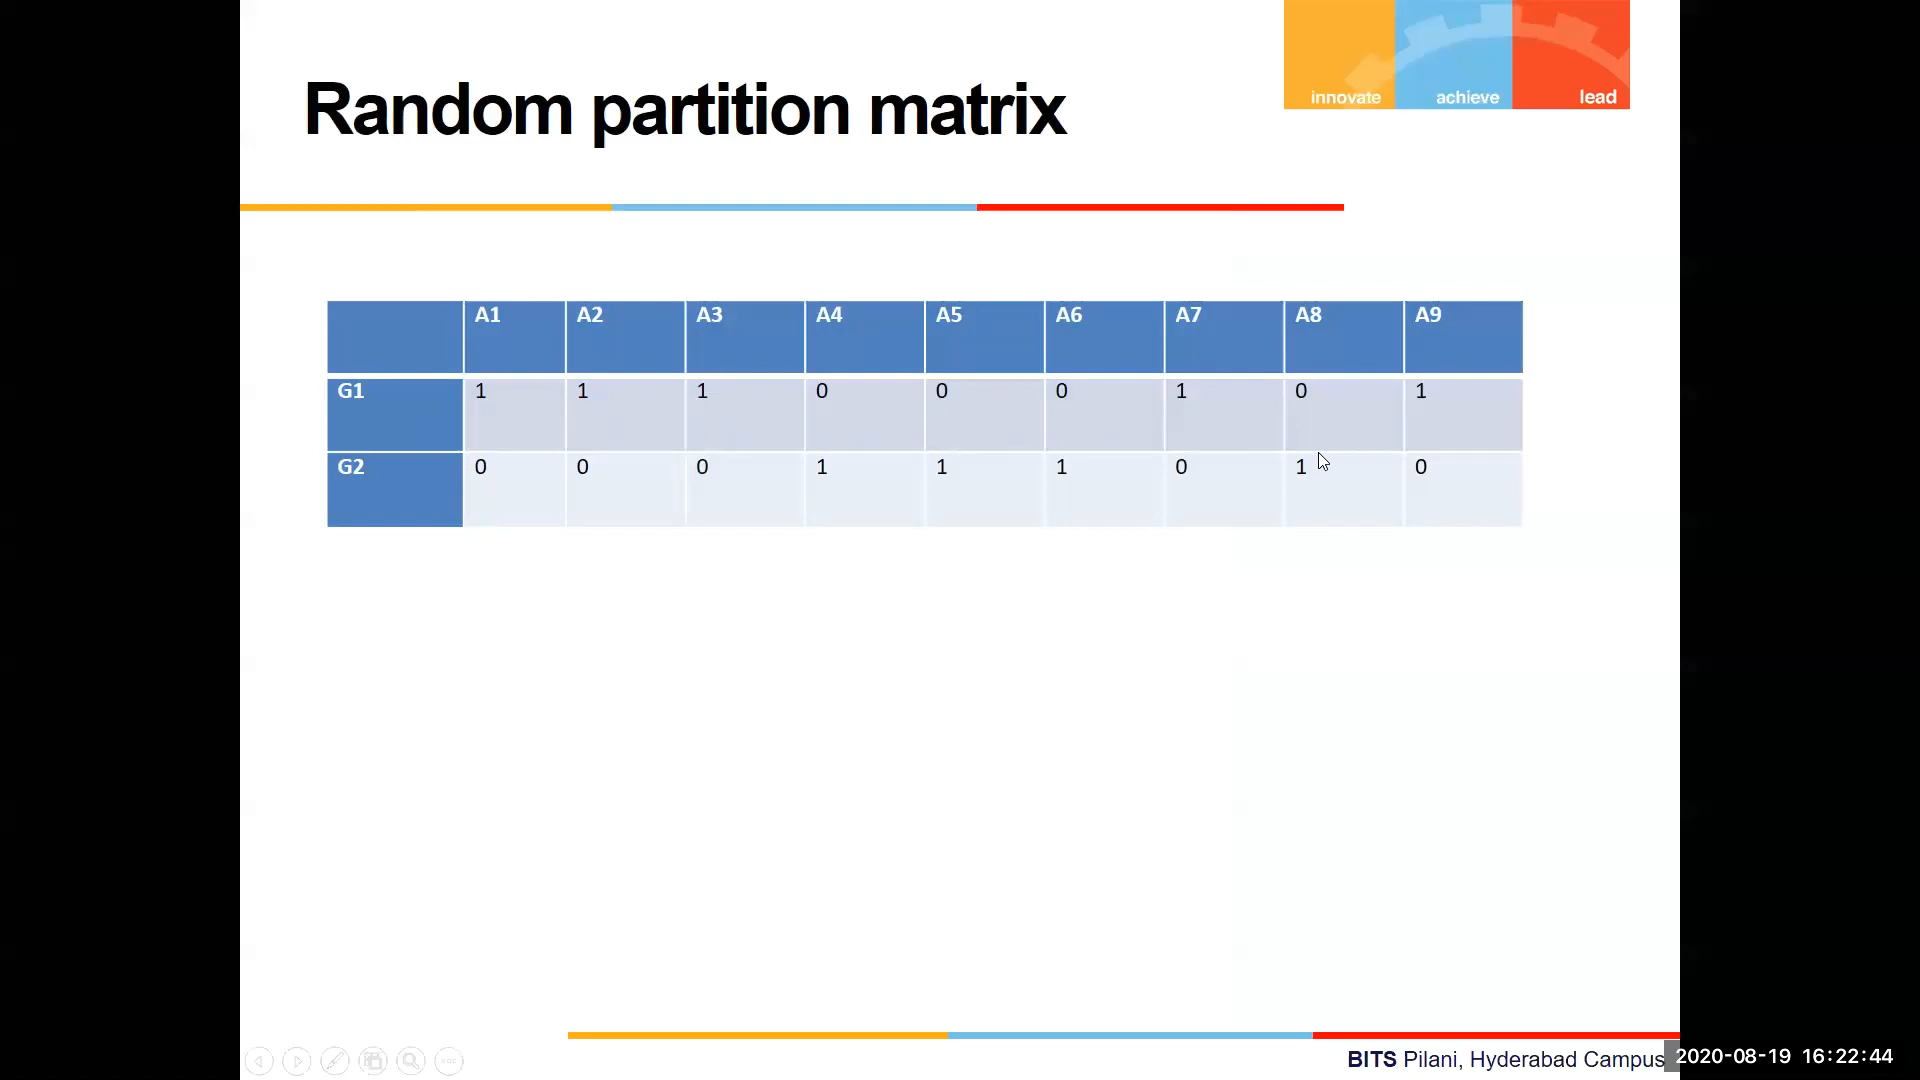 innovate achieve lead
Random partition matrix
A1 A2 A3 A4 A5 A6 A7 A8 A9
G1 1 1 1 0 0 0 1 0 1
G2 0 0 0 1 1 1 0 1 0
BITS Pilani, Hyderabad Campus
2020-08-19 16:22:44